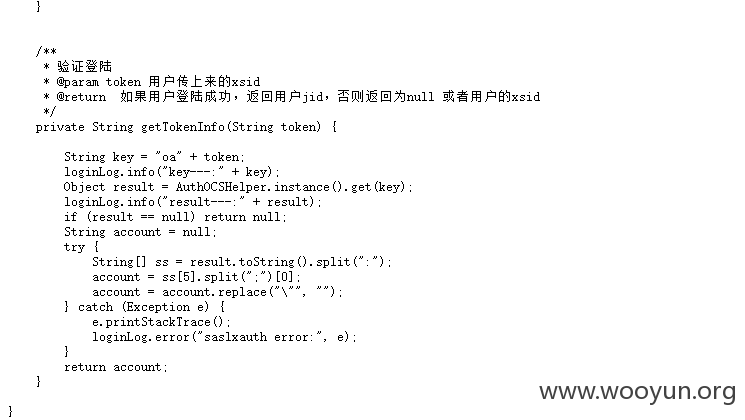 }
/**
* 验证登陆
* @param token 用户传上来的xsid
* @return  如果用户登陆成功，返回用户jid，否则返回为null 或者用户的xsid
*/
private String getTokenInfo(String token) {
String key = "oa" + token;
loginLog.info("key---:" + key);
Object result = AuthOCSHelper.instance().get(key);
loginLog.info("result---:" + result);
if (result == null) return null;
String account = null;
try {
String[] ss = result.toString().split(":");
account = ss[5].split(";")[0];
account = account.replace("\"", "");
} catch (Exception e) {
e.printStackTrace();
loginLog.error("saslxauth error:", e);
}
return account;
}
}
www.wooyun.org